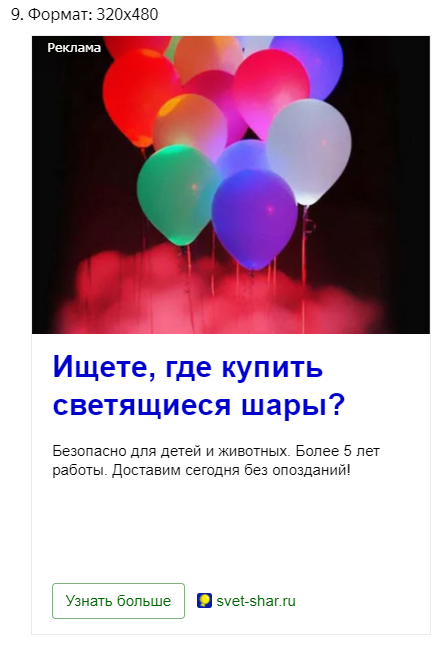 9. Формат: 320x480
Реклама
Ищете, где купить
светящиеся шары?
Безопасно для детей и животных. Более 5 лет
работы. Доставим сегодня без опозданий!
Узнать больше svet-shar.ru